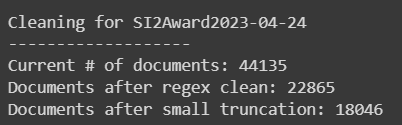 Cleaning for SI2Award2023-04-24
-------------------
Current # of documents: 44135
Documents after regex clean: 22865
Documents after small truncation: 18046